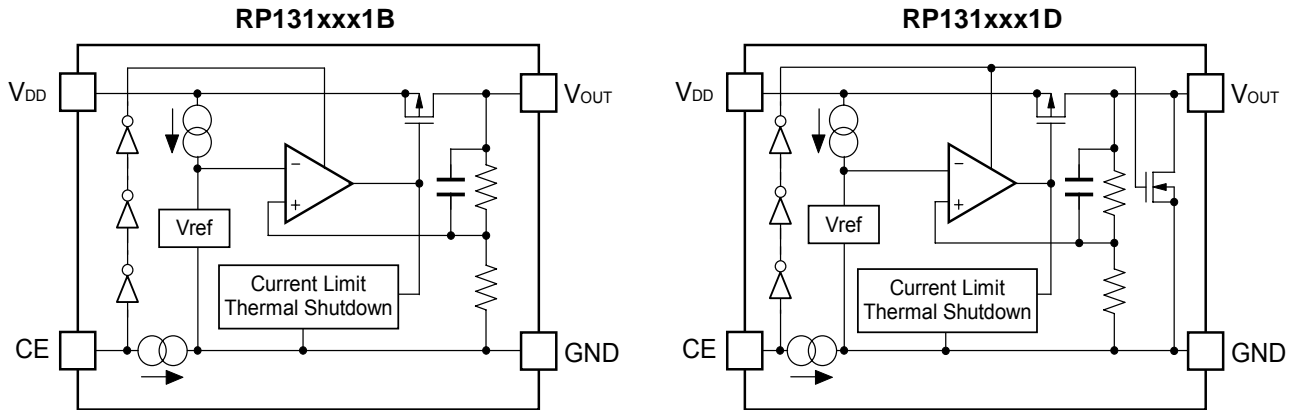 RP131xxx1B
VDD
VOUT
−
+
Vref
Current Limit
Thermal Shutdown
CE
GND
RP131xxx1D
VDD
VOUT
−
+
Vref
Current Limit
Thermal Shutdown
CE
GND